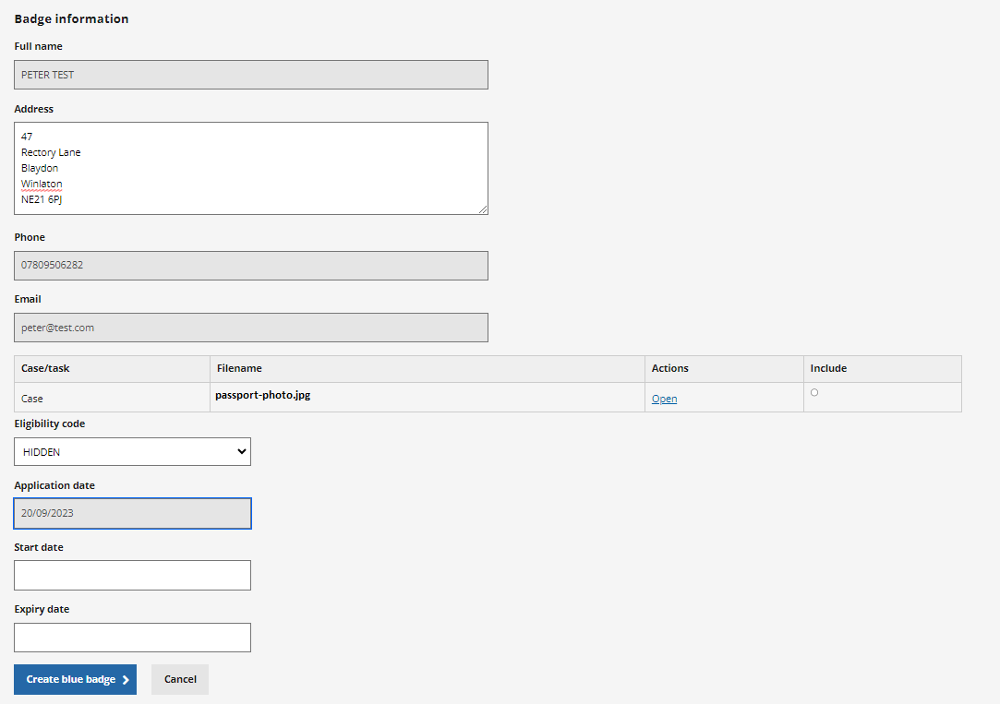 Badge information
Full name
PETER TEST
Address
47
Rectory Lane
Blaydon
Winlaton
NE21 6PJ
Phone
07809506282
Email
peter@test.com
Case/task Filename Actions Include
Case passport-photo.jpg Open
Eligibility code
HIDDEN
Application date
20/09/2023
Start date
Expiry date
Create blue badge Cancel